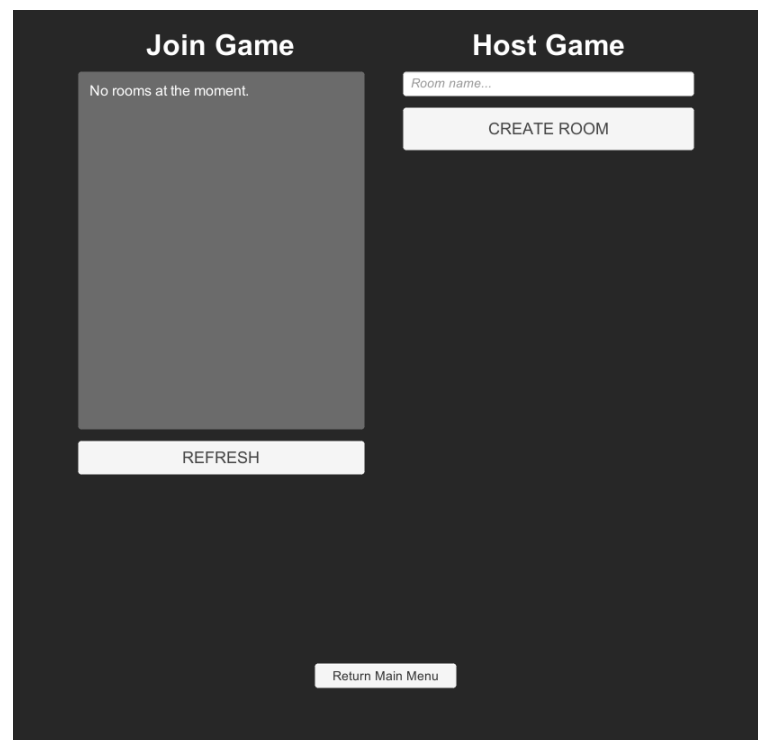 Join Game
No rooms at the moment.
REFRESH
Host Game
Room name...
CREATE ROOM
Return Main Menu